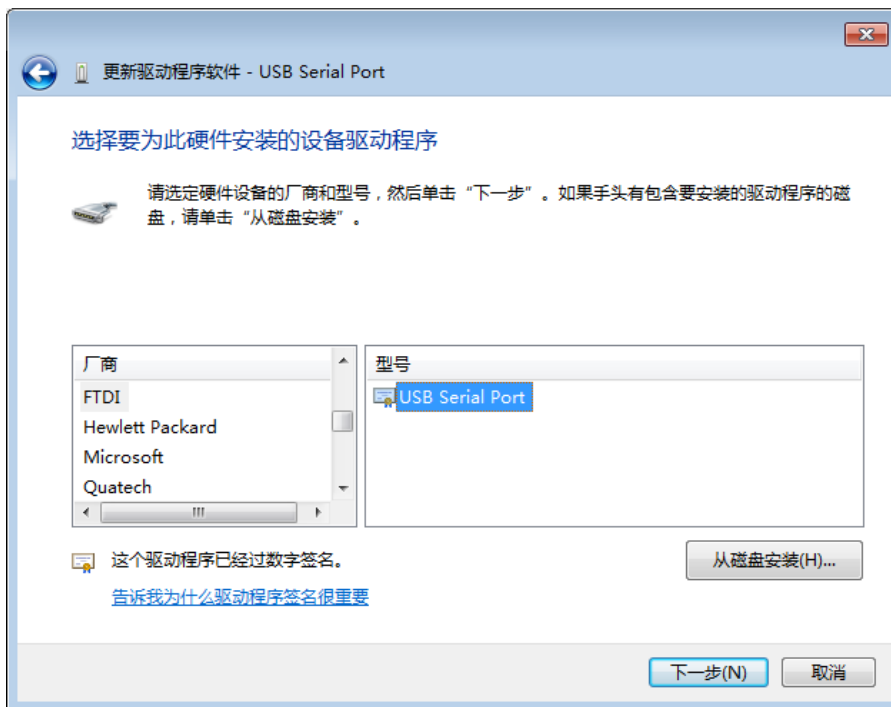 更新驱动程序软件 - USB Serial Port
选择要为此硬件安装的设备驱动程序
请选定硬件设备的厂商和型号，然后单击“下一步”。如果手头有包含要安装的驱动程序的磁
盘，请单击“从磁盘安装”。
厂商
FTDI
Hewlett Packard
Microsoft
Quatech
型号
USB Serial Port
这个驱动程序已经过数字签名。
从磁盘安装(H)...
告诉我为什么驱动程序签名很重要
下一步(N)
取消